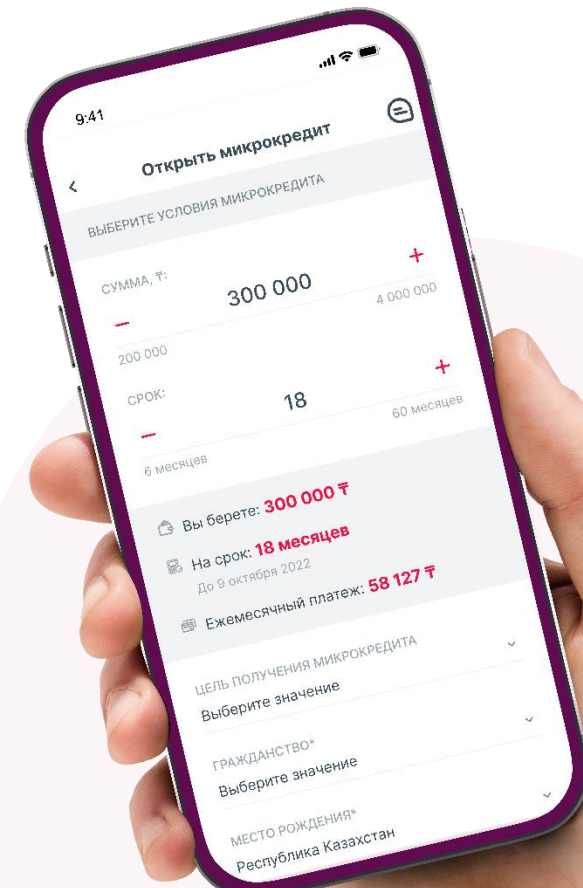 9:41
Открыть микрокредит
ВЫБЕРИТЕ УСЛОВИЯ МИКРОКРЕДИТА
СУММА, ₸:
300 000
200 000
4 000 000
СРОК:
18
6 месяцев
60 месяцев
Вы берете: 300 000 ₸
На срок: 18 месяцев
До 9 октября 2022
Ежемесячный платеж: 58 127 ₸
ЦЕЛЬ ПОЛУЧЕНИЯ МИКРОКРЕДИТА
Выберите значение
ГРАЖДАНСТВО*
Выберите значение
МЕСТО РОЖДЕНИЯ*
Республика Казахстан